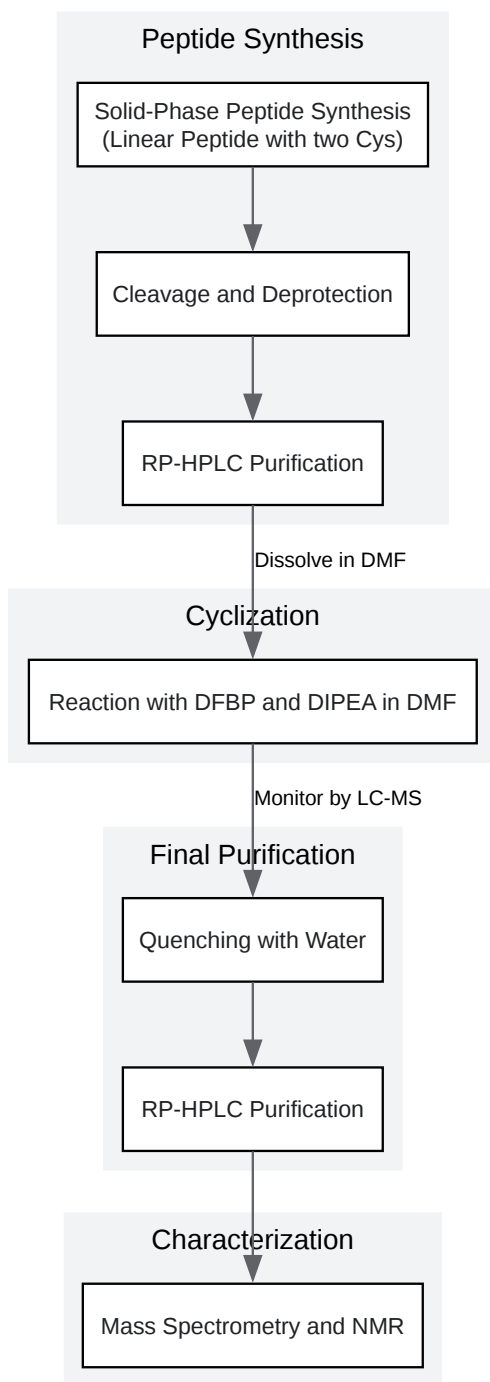 Peptide Synthesis
Solid-Phase Peptide Synthesis
(Linear Peptide with two Cys)
Cleavage and Deprotection
RP-HPLC Purification
Dissolve in DMF
Cyclization
Reaction with DFBP and DIPEA in DMF
Monitor by LC-MS
Final Purification
Quenching with Water
RP-HPLC Purification
Characterization
Mass Spectrometry and NMR